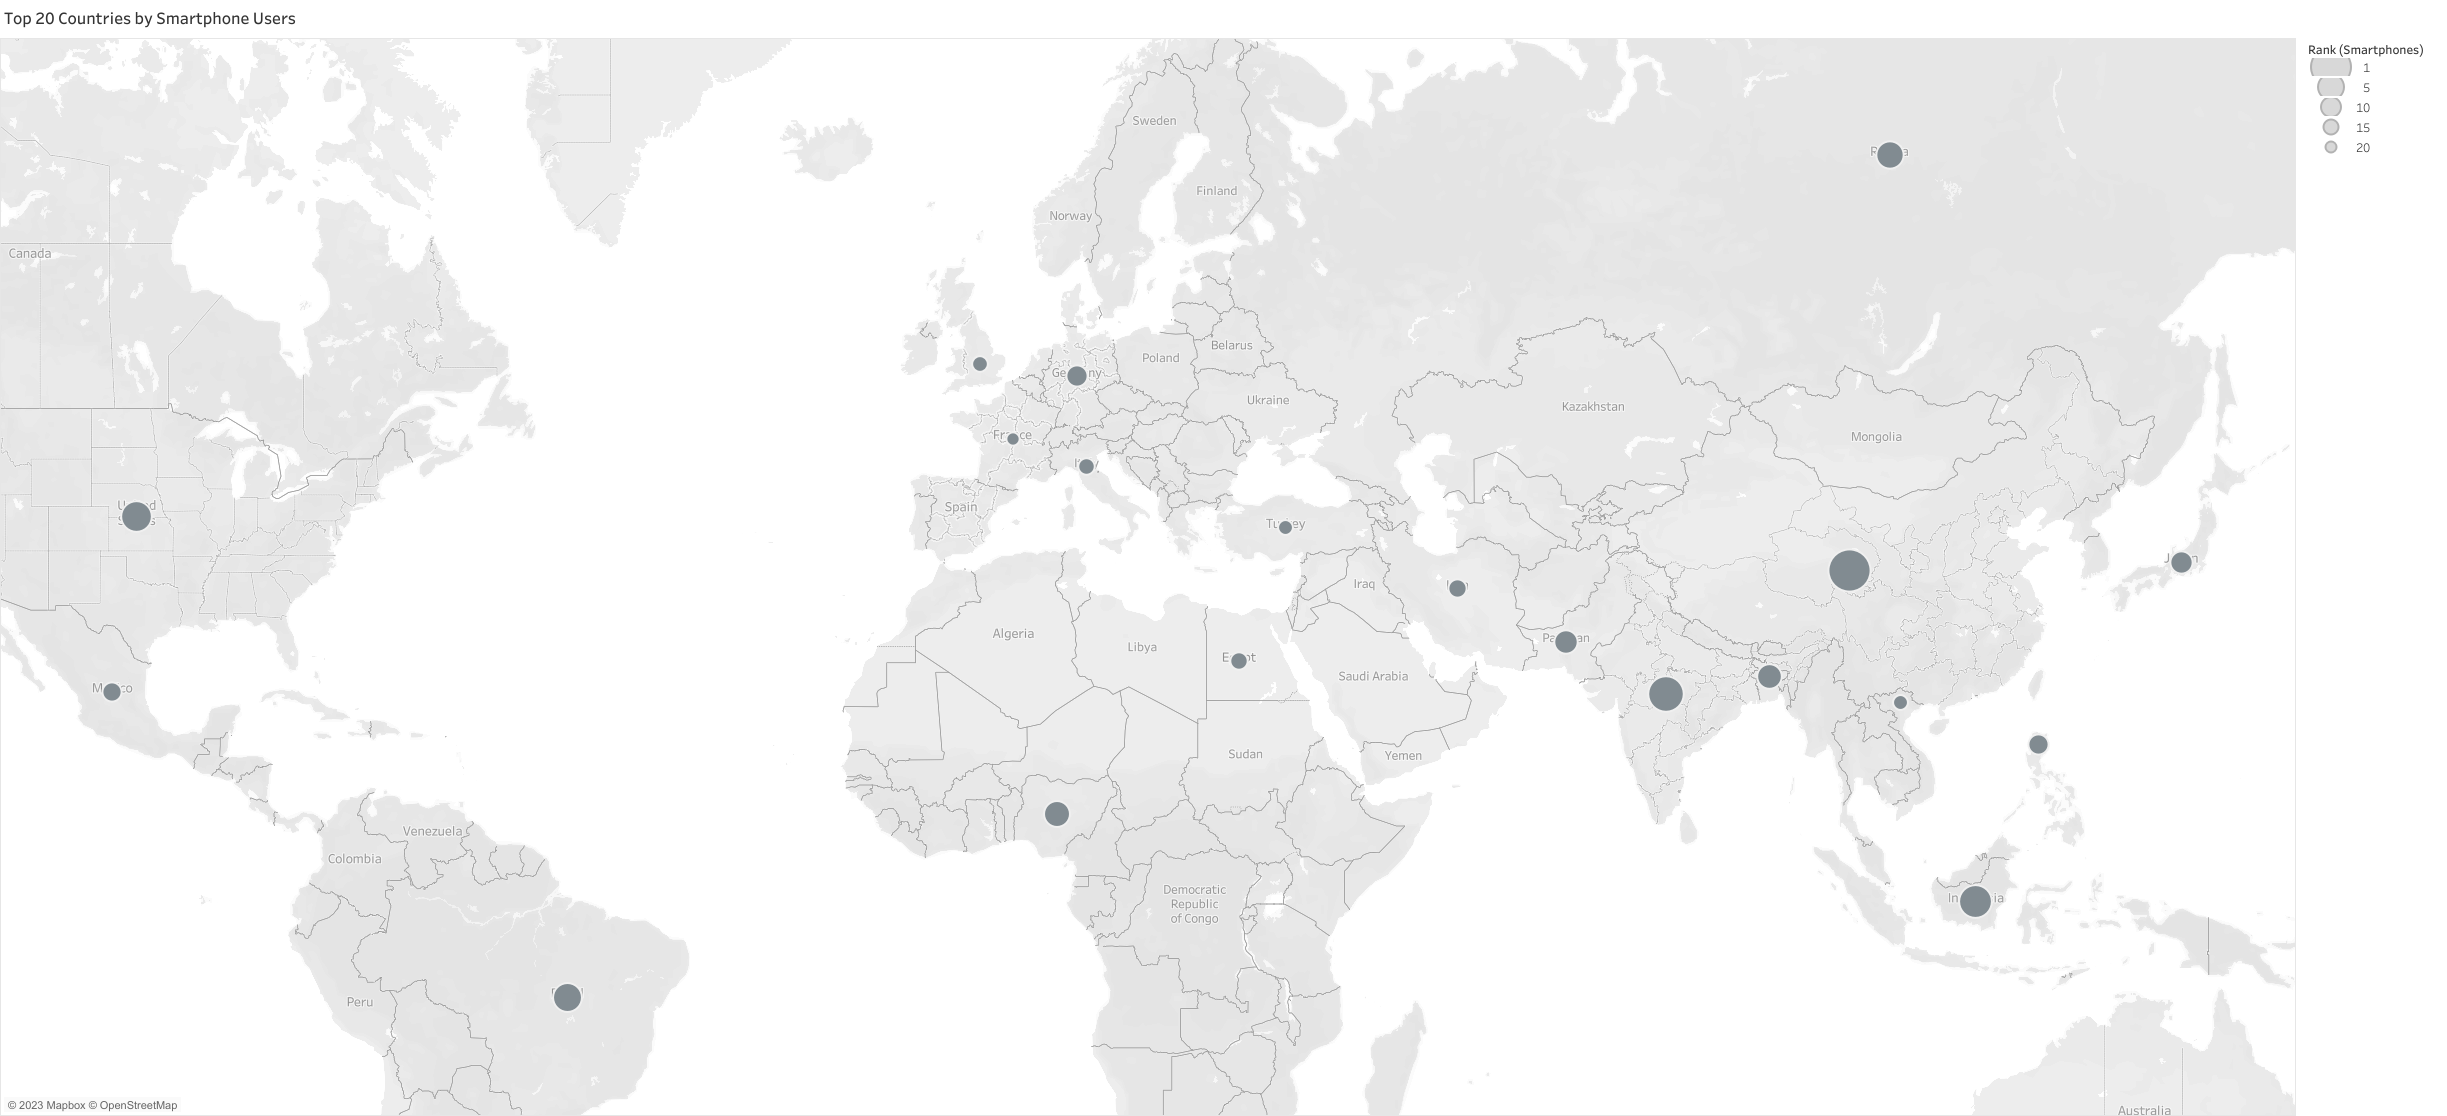 Top 20 Countries by Smartphone Users
Rank (Smartphones)
1
5
10
15
20
Sweden
Finland
Norway
Canada
Belarus
Poland
Ukraine
Kazakhstan
Mongolia
Spain
Iraq
Algeria
Libya
Saudi Arabia
Sudan
Yemen
Venezuela
Colombia
Democratic
Republic
of Congo
Peru
Australia
© 2023 Mapbox © OpenStreetMap